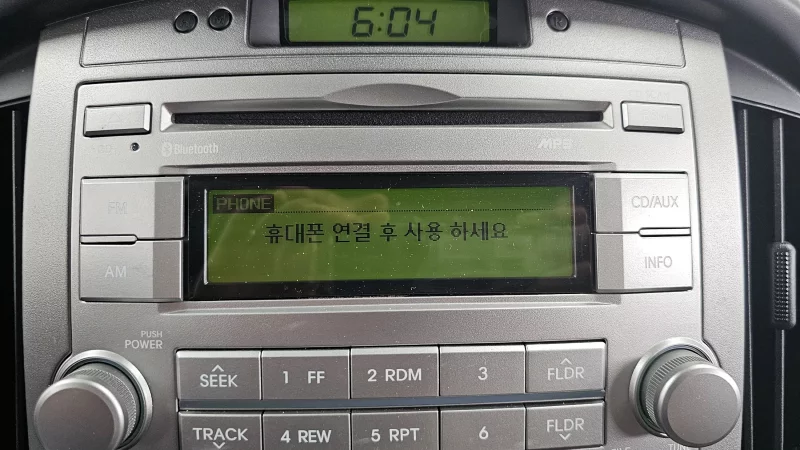 6:04
Bluetooth
MP3
FM
PHONE
CD/AUX
휴대폰 연결 후 사용 하세요
AM
INFO
PUSH
POWER
SEEK
1 FF
2 RDM
3
FLDR
TRACK
4 REW
5 RPT
6
FLDR